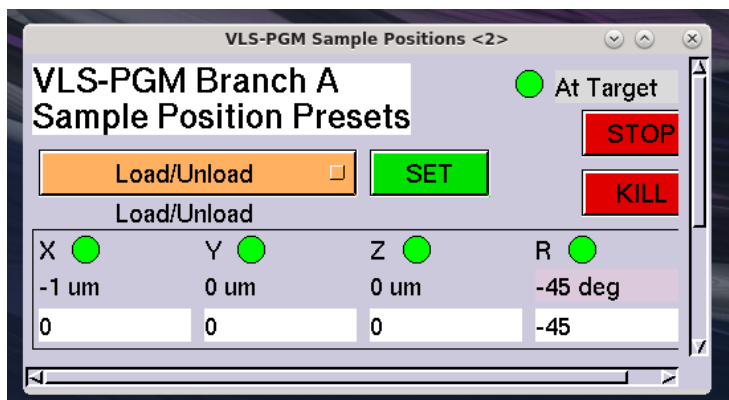 VLS-PGM Sample Positions <2>
VLS-PGM Branch A
Sample Position Presets
At Target
STOP
Load/Unload
SET
KILL
Load/Unload
X
Y
Z
R
-1 um
0 um
0 um
-45 deg
0
0
0
-45